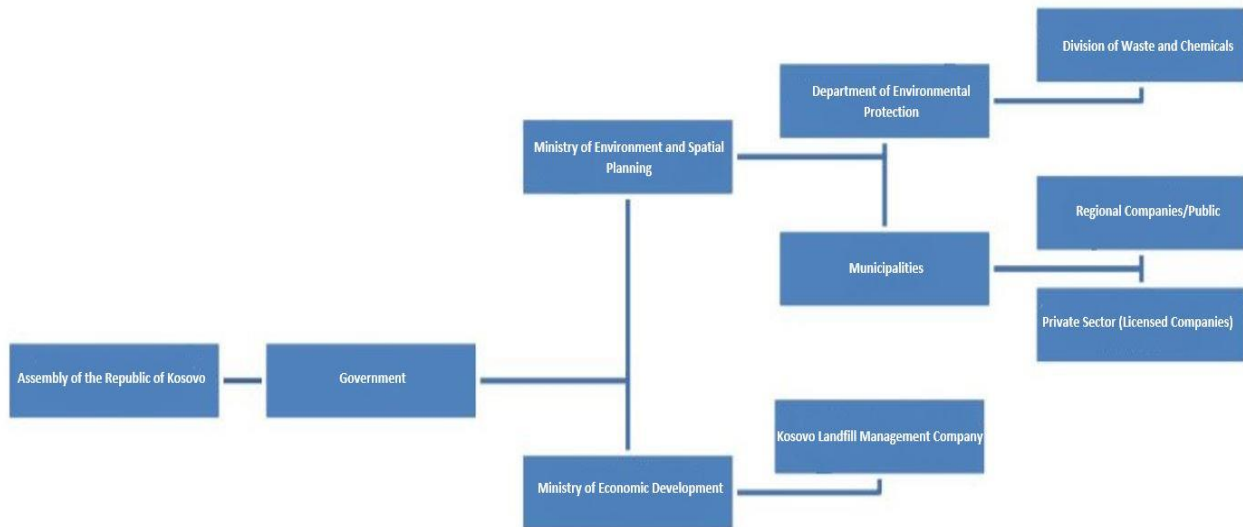 Division of Waste and Chemicals
Department of Environmental
Protection
Ministry of Environment and Spatial
Planning
Regional Companies/Public
Municipalities
Private Sector (Licensed Companies)
Assembly of the Republic of Kosovo
Government
Kosovo Landfill Management Company
Ministry of Economic Development